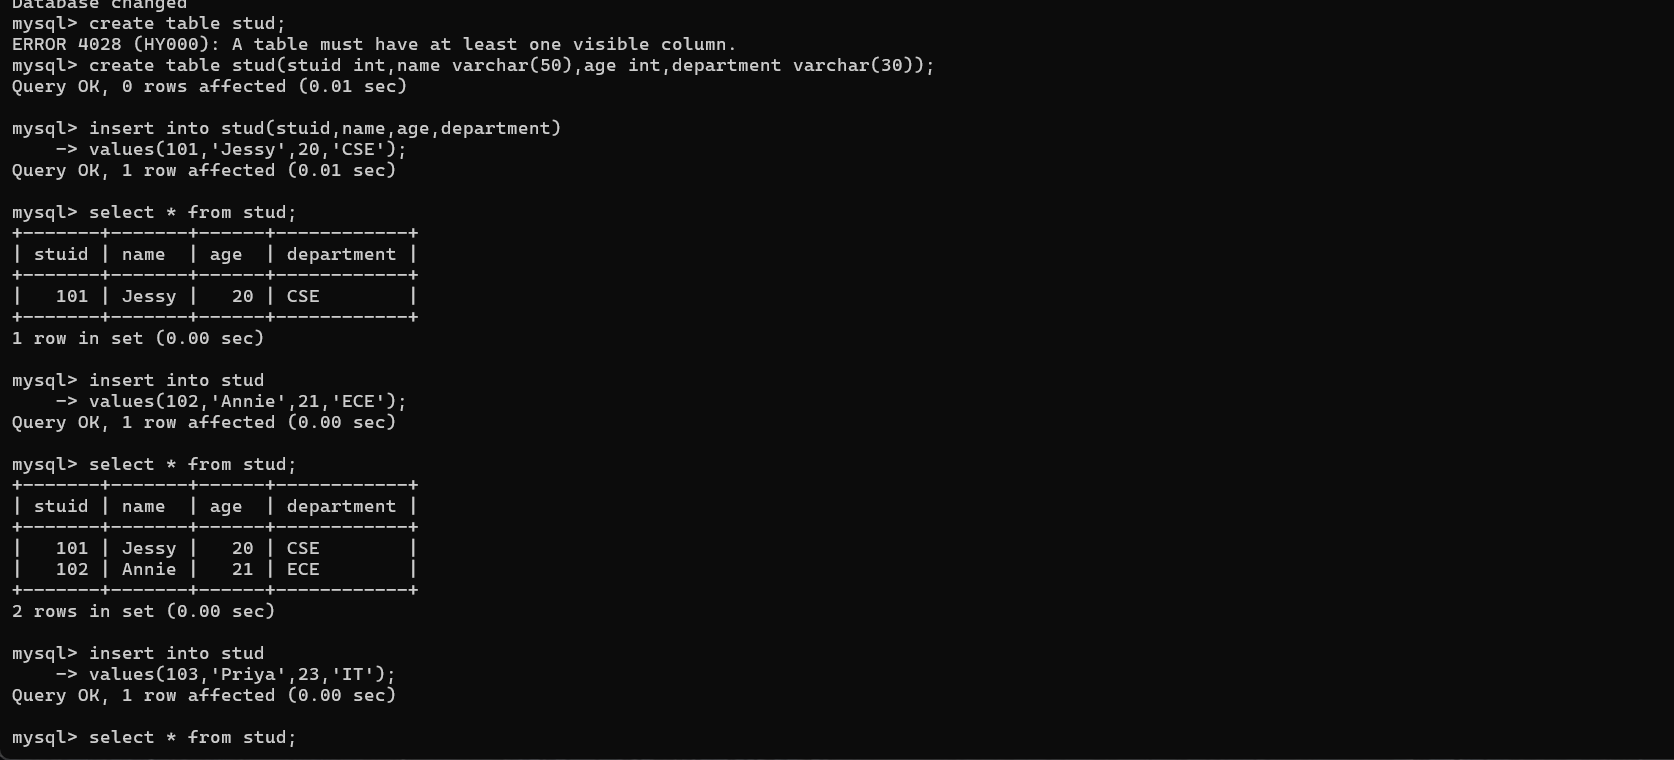 Database changed
mysql> create table stud;
ERROR 4028 (HY000): A table must have at least one visible column.
mysql> create table stud(stuid int,name varchar(50),age int,department varchar(30));
Query OK, 0 rows affected (0.01 sec)

mysql> insert into stud(stuid,name,age,department)
    -> values(101,'Jessy',20,'CSE');
Query OK, 1 row affected (0.01 sec)

mysql> select * from stud;
+-------+-------+------+------------+
| stuid | name  | age  | department |
+-------+-------+------+------------+
|   101 | Jessy |   20 | CSE        |
+-------+-------+------+------------+
1 row in set (0.00 sec)

mysql> insert into stud
    -> values(102,'Annie',21,'ECE');
Query OK, 1 row affected (0.00 sec)

mysql> select * from stud;
+-------+-------+------+------------+
| stuid | name  | age  | department |
+-------+-------+------+------------+
|   101 | Jessy |   20 | CSE        |
|   102 | Annie |   21 | ECE        |
+-------+-------+------+------------+
2 rows in set (0.00 sec)

mysql> insert into stud
    -> values(103,'Priya',23,'IT');
Query OK, 1 row affected (0.00 sec)

mysql> select * from stud;